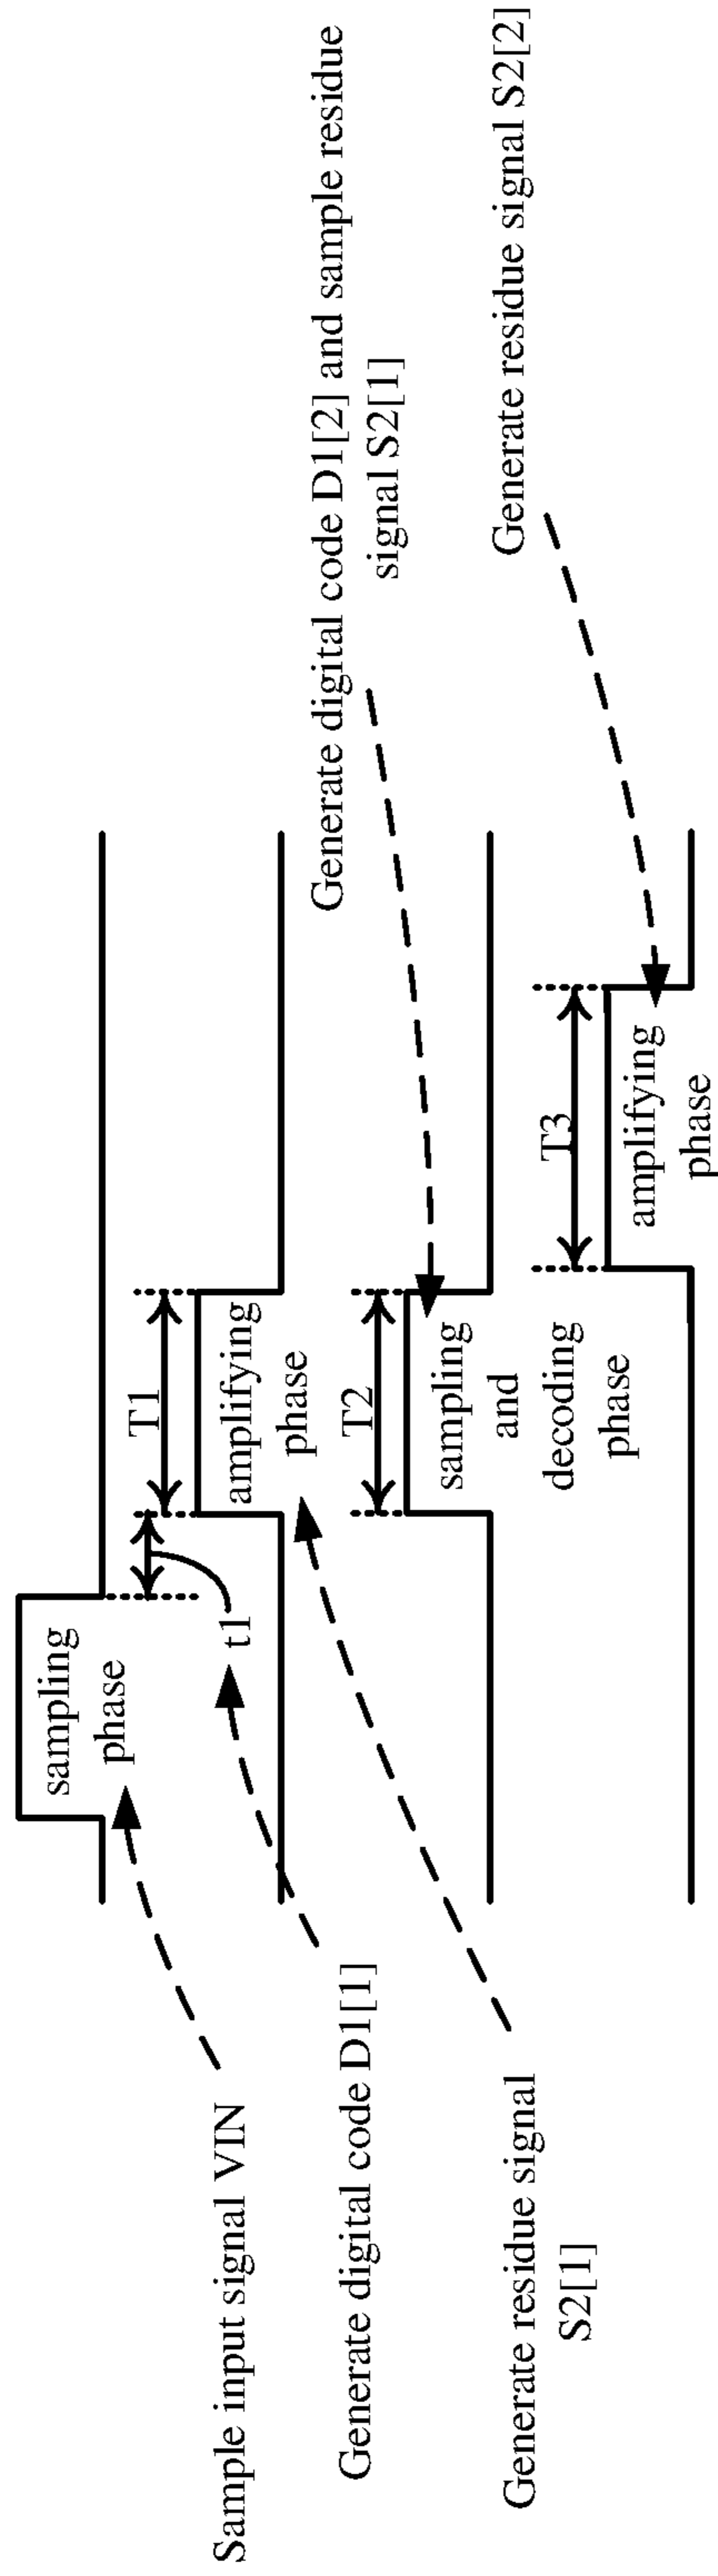 Sample input signal VIN
sampling
phase
Generate digital code D1[1]
t1
T1
amplifying
phase
Generate residue signal
S2[1]
T2
sampling
and
decoding
phase
Generate digital code D1[2] and sample residue
signal S2[1]
T3
amplifying
phase
Generate residue signal S2[2]